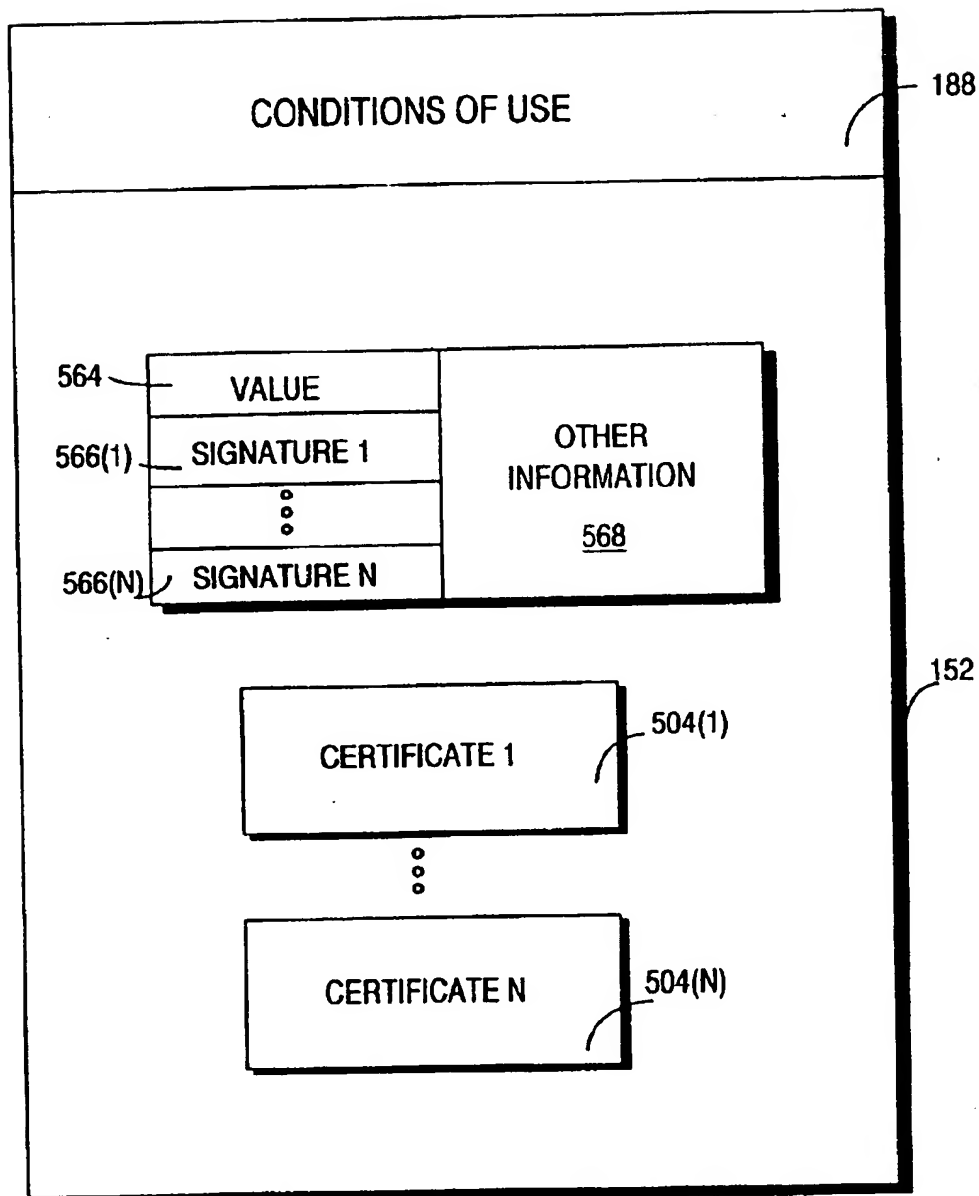 CONDITIONS OF USE
188
564
VALUE
566(1)
SIGNATURE 1
OTHER
INFORMATION
568
566(N)
SIGNATURE N
152
CERTIFICATE 1
504(1)
CERTIFICATE N
504(N)